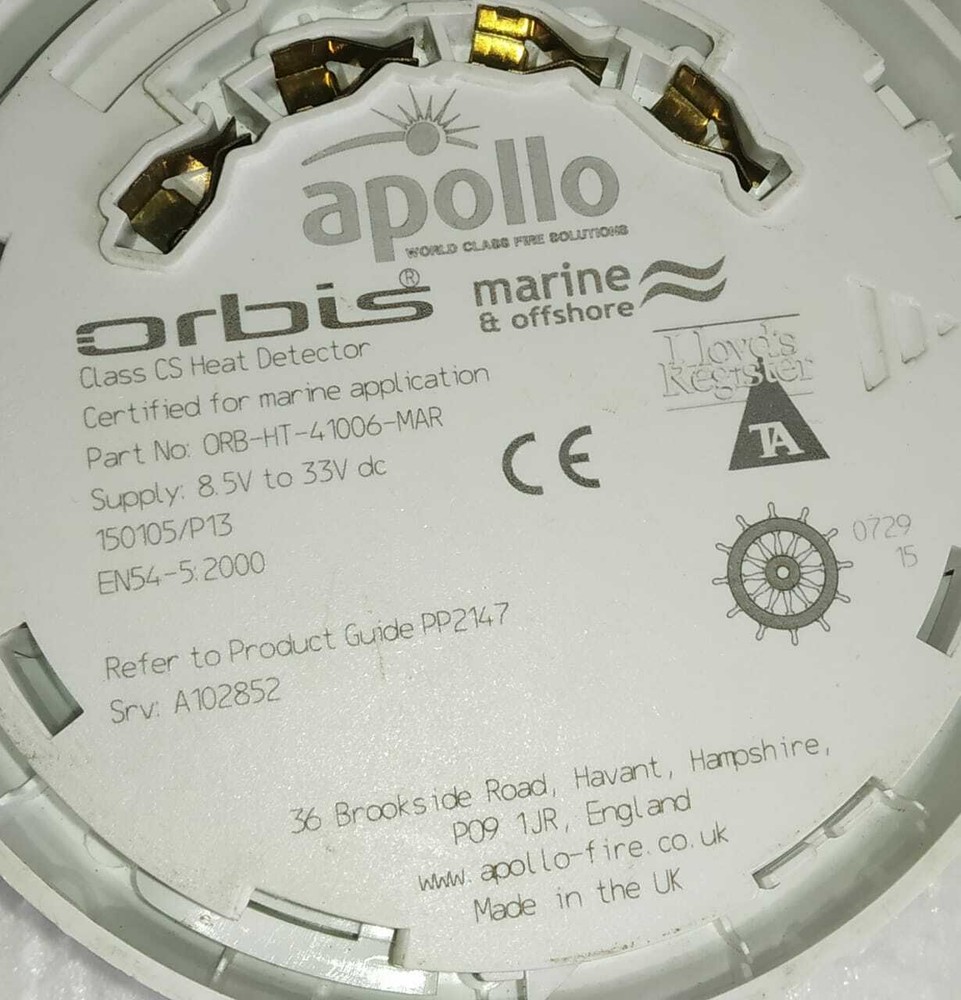 apollo
WORLD CLASS FIRE SOLUTIONS
orbis®
marine
& offshore
Class CS Heat Detector
Certified for marine application
Part No: ORB-HT-41006-MAR
Supply: 8.5V to 33V dc
150105/P13
EN54-5:2000
Lloyd's
Register
TA
CE
0729
15
Refer to Product Guide PP2147
Srv: A102852
36 Brookside Road, Havant, Hampshire,
PO9 1JR, England
www.apollo-fire.co.uk
Made in the UK